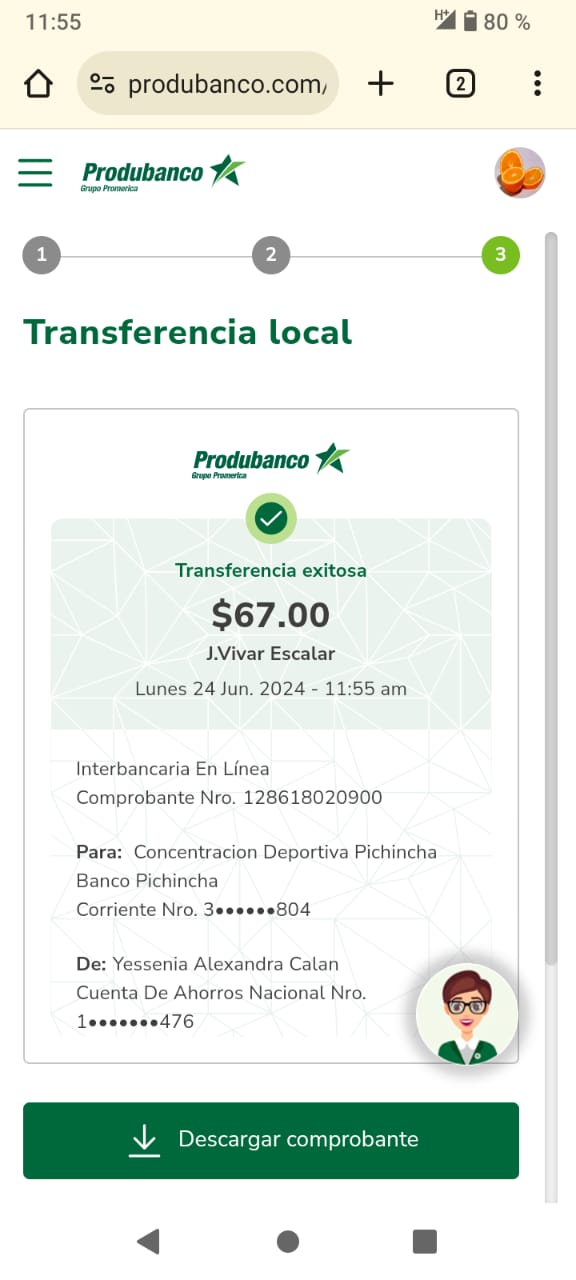 11:55
H+ 80 %
produbanco.com/
2
Produbanco
Grupo Promerica
1
2
3
Transferencia local
Produbanco
Grupo Promerica
Transferencia exitosa
$67.00
J.Vivar Escalar
Lunes 24 Jun. 2024 - 11:55 am
Interbancaria En Línea
Comprobante Nro. 128618020900
Para: Concentracion Deportiva Pichincha
Banco Pichincha
Corriente Nro. 3••••••804
De: Yessenia Alexandra Calan
Cuenta De Ahorros Nacional Nro.
1•••••••476
Descargar comprobante